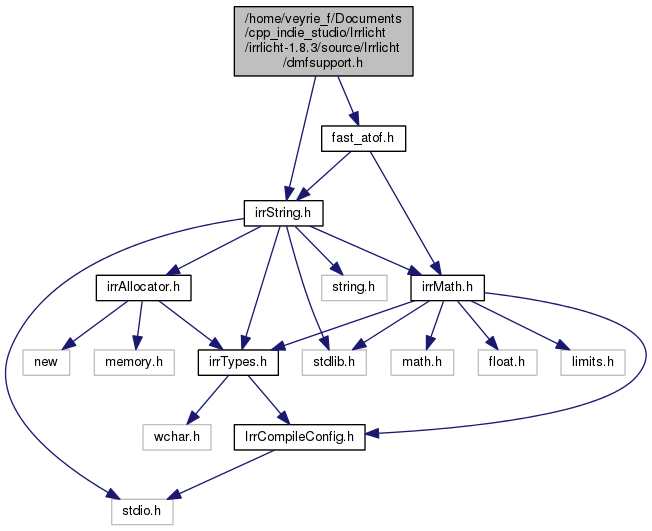 /home/veyrie_f/Documents
/cpp_indie_studio/Irrlicht
/irrlicht-1.8.3/source/Irrlicht
/dmfsupport.h
fast_atof.h
irrString.h
irrAllocator.h
string.h
irrMath.h
new
memory.h
irrTypes.h
stdlib.h
math.h
float.h
limits.h
wchar.h
IrrCompileConfig.h
stdio.h